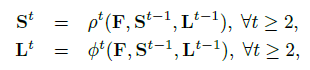 S^t = ρ^t(F, S^{t−1}, L^{t−1}), ∀t ≥ 2,
L^t = ϕ^t(F, S^{t−1}, L^{t−1}), ∀t ≥ 2,